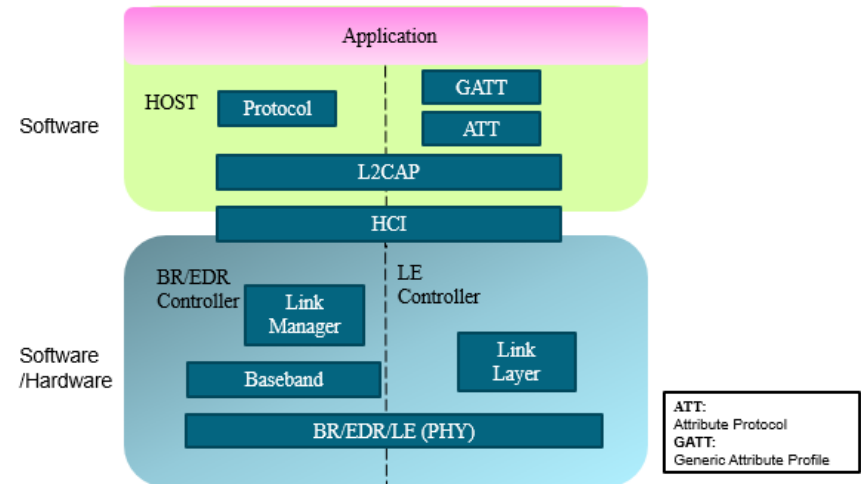 Application
HOST
Protocol
GATT
ATT
Software
L2CAP
HCI
BR/EDR
Controller
LE
Controller
Link
Manager
Link
Layer
Software
/Hardware
Baseband
BR/EDR/LE (PHY)
ATT:
Attribute Protocol
GATT:
Generic Attribute Profile